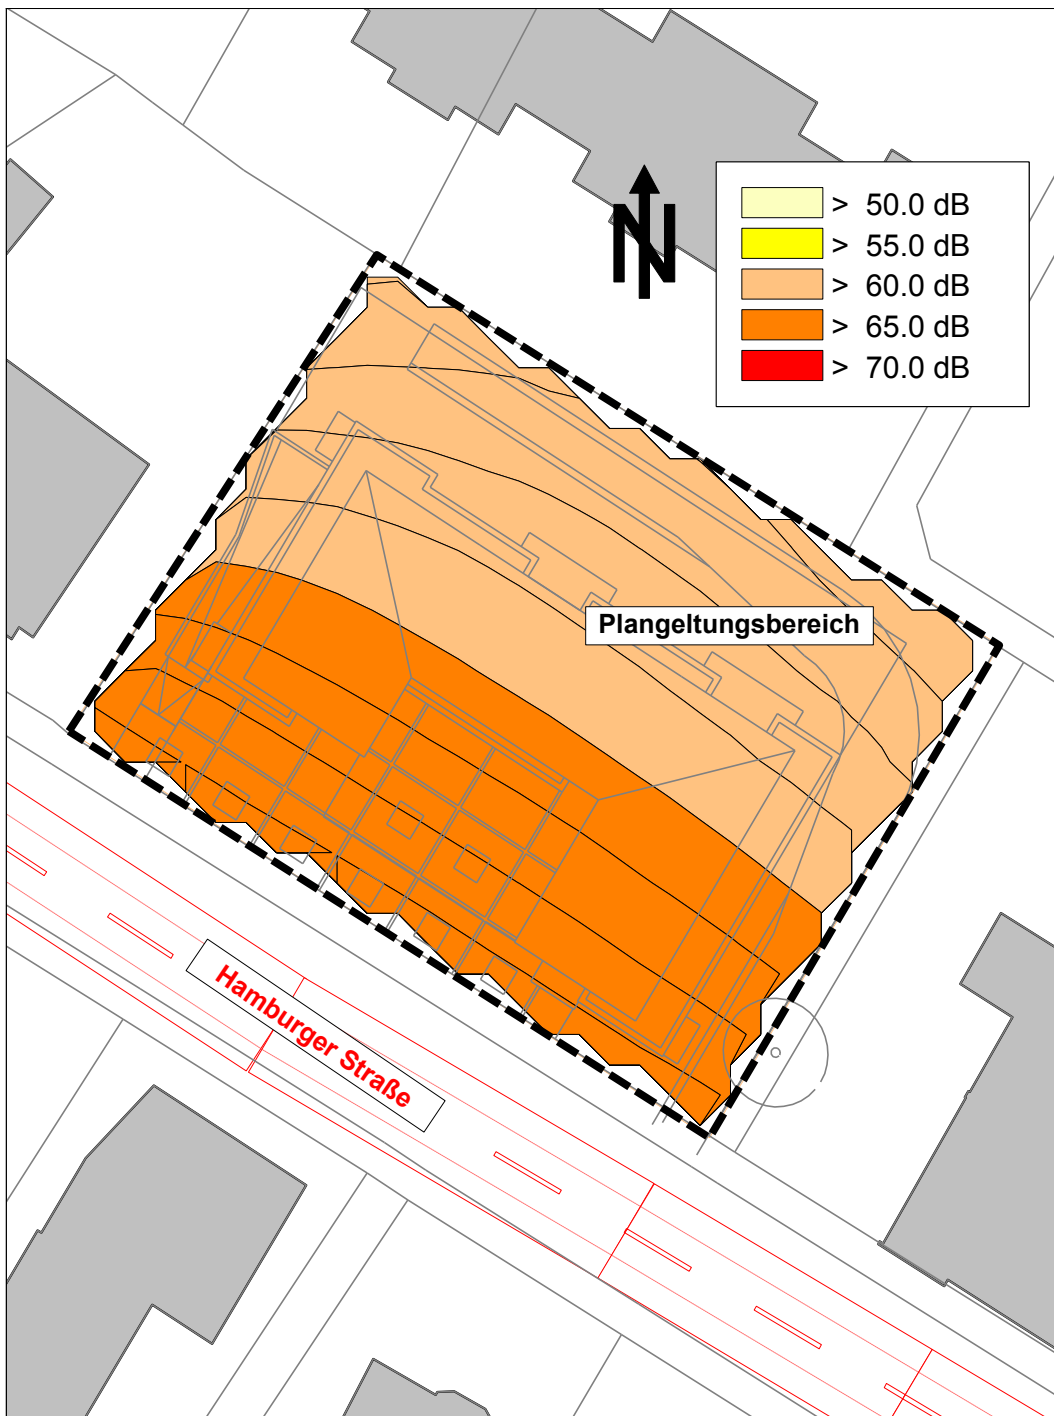 N
> 50.0 dB
> 55.0 dB
> 60.0 dB
> 65.0 dB
> 70.0 dB
Plangeltungsbereich
Hamburger Straße